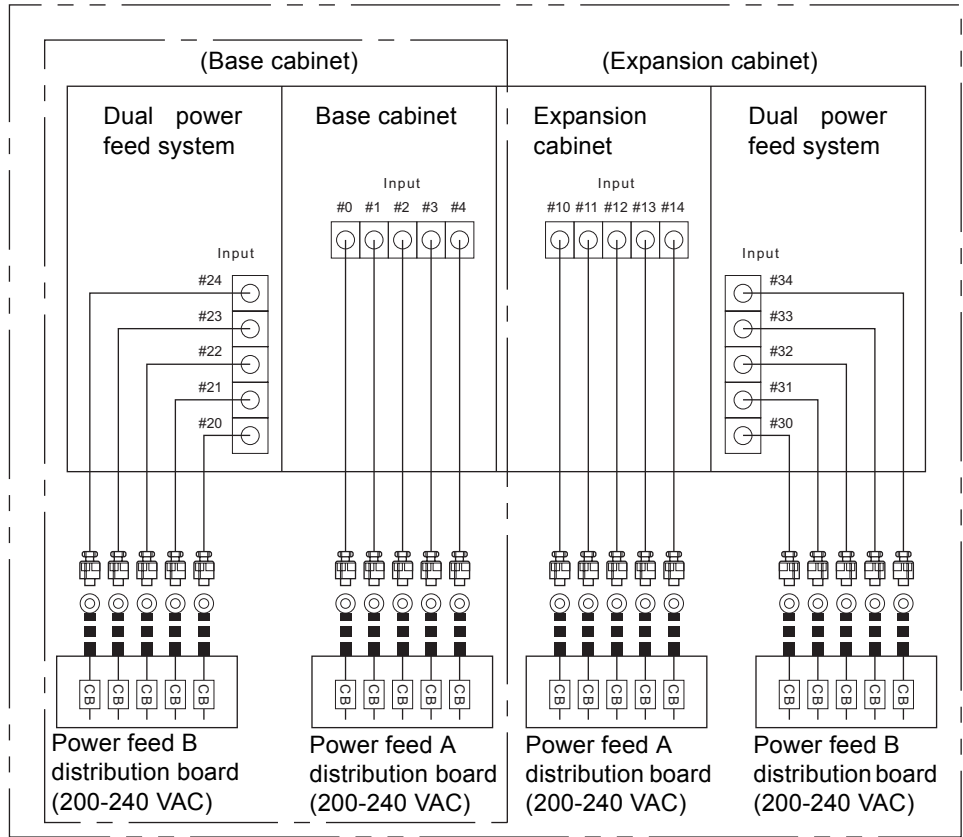 (Base cabinet)
(Expansion cabinet)
Dual power
feed system
Base cabinet
Expansion
cabinet
Dual power
feed system
Input
#0 #1 #2 #3 #4
Input
#10 #11 #12 #13 #14
Input
#24
#23
#22
#21
#20
Input
#34
#33
#32
#31
#30
CB CB CB CB CB
CB CB CB CB CB
CB CB CB CB CB
CB CB CB CB CB
Power feed B
distribution board
(200-240 VAC)
Power feed A
distribution board
(200-240 VAC)
Power feed A
distribution board
(200-240 VAC)
Power feed B
distribution board
(200-240 VAC)